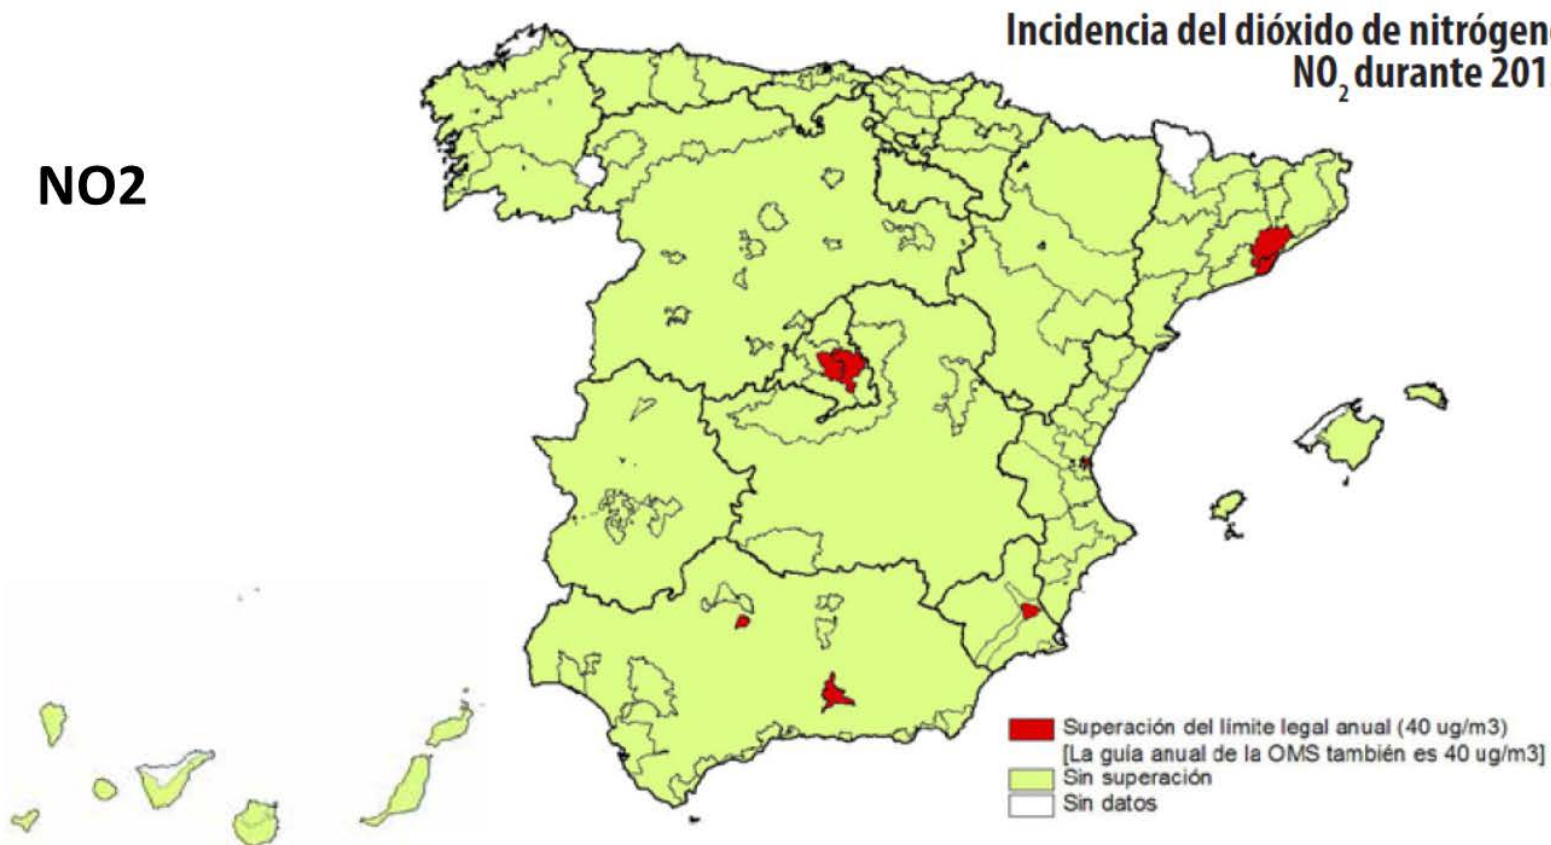 Incidencia del dióxido de nitrógen
NO2 durante 201
NO2
Superación del límite legal anual (40 ug/m3)
[La guía anual de la OMS también es 40 ug/m3]
Sin superación
Sin datos